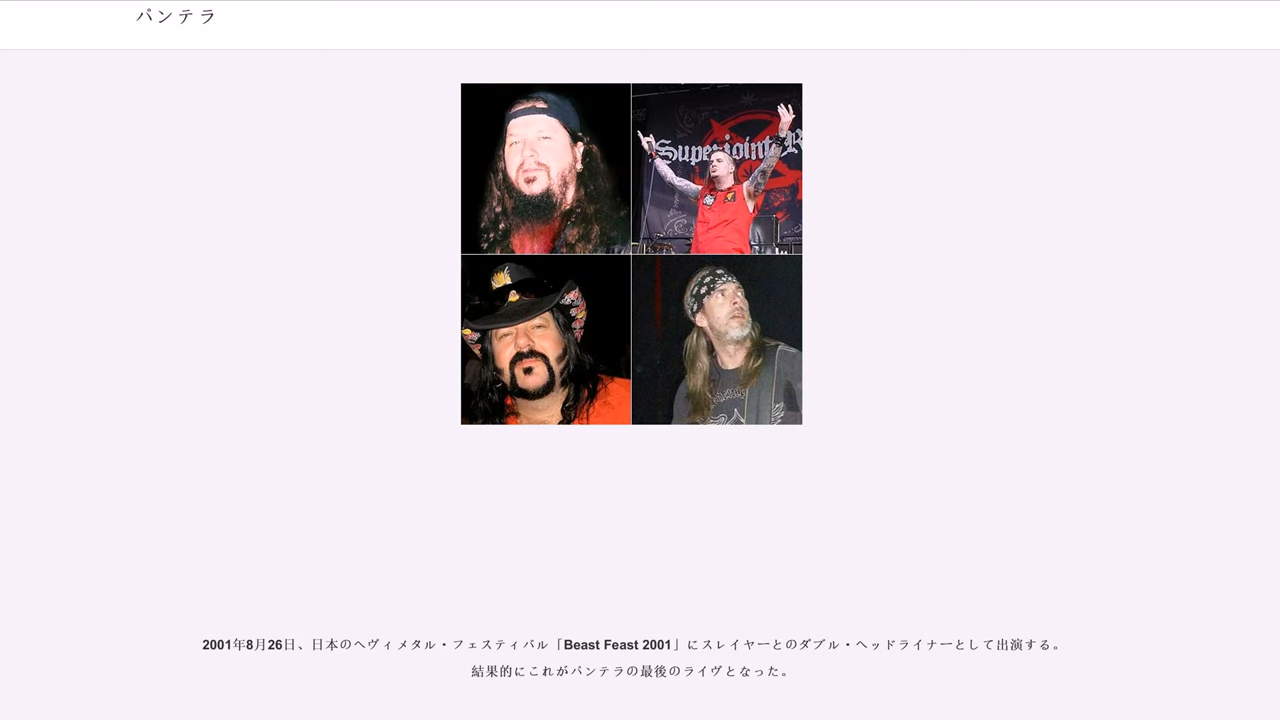 パンテラ
Superjoint R
2001年8月26日、日本のヘヴィメタル・フェスティバル「Beast Feast 2001」にスレイヤーとのダブル・ヘッドライナーとして出演する。
結果的にこれがパンテラの最後のライヴとなった。